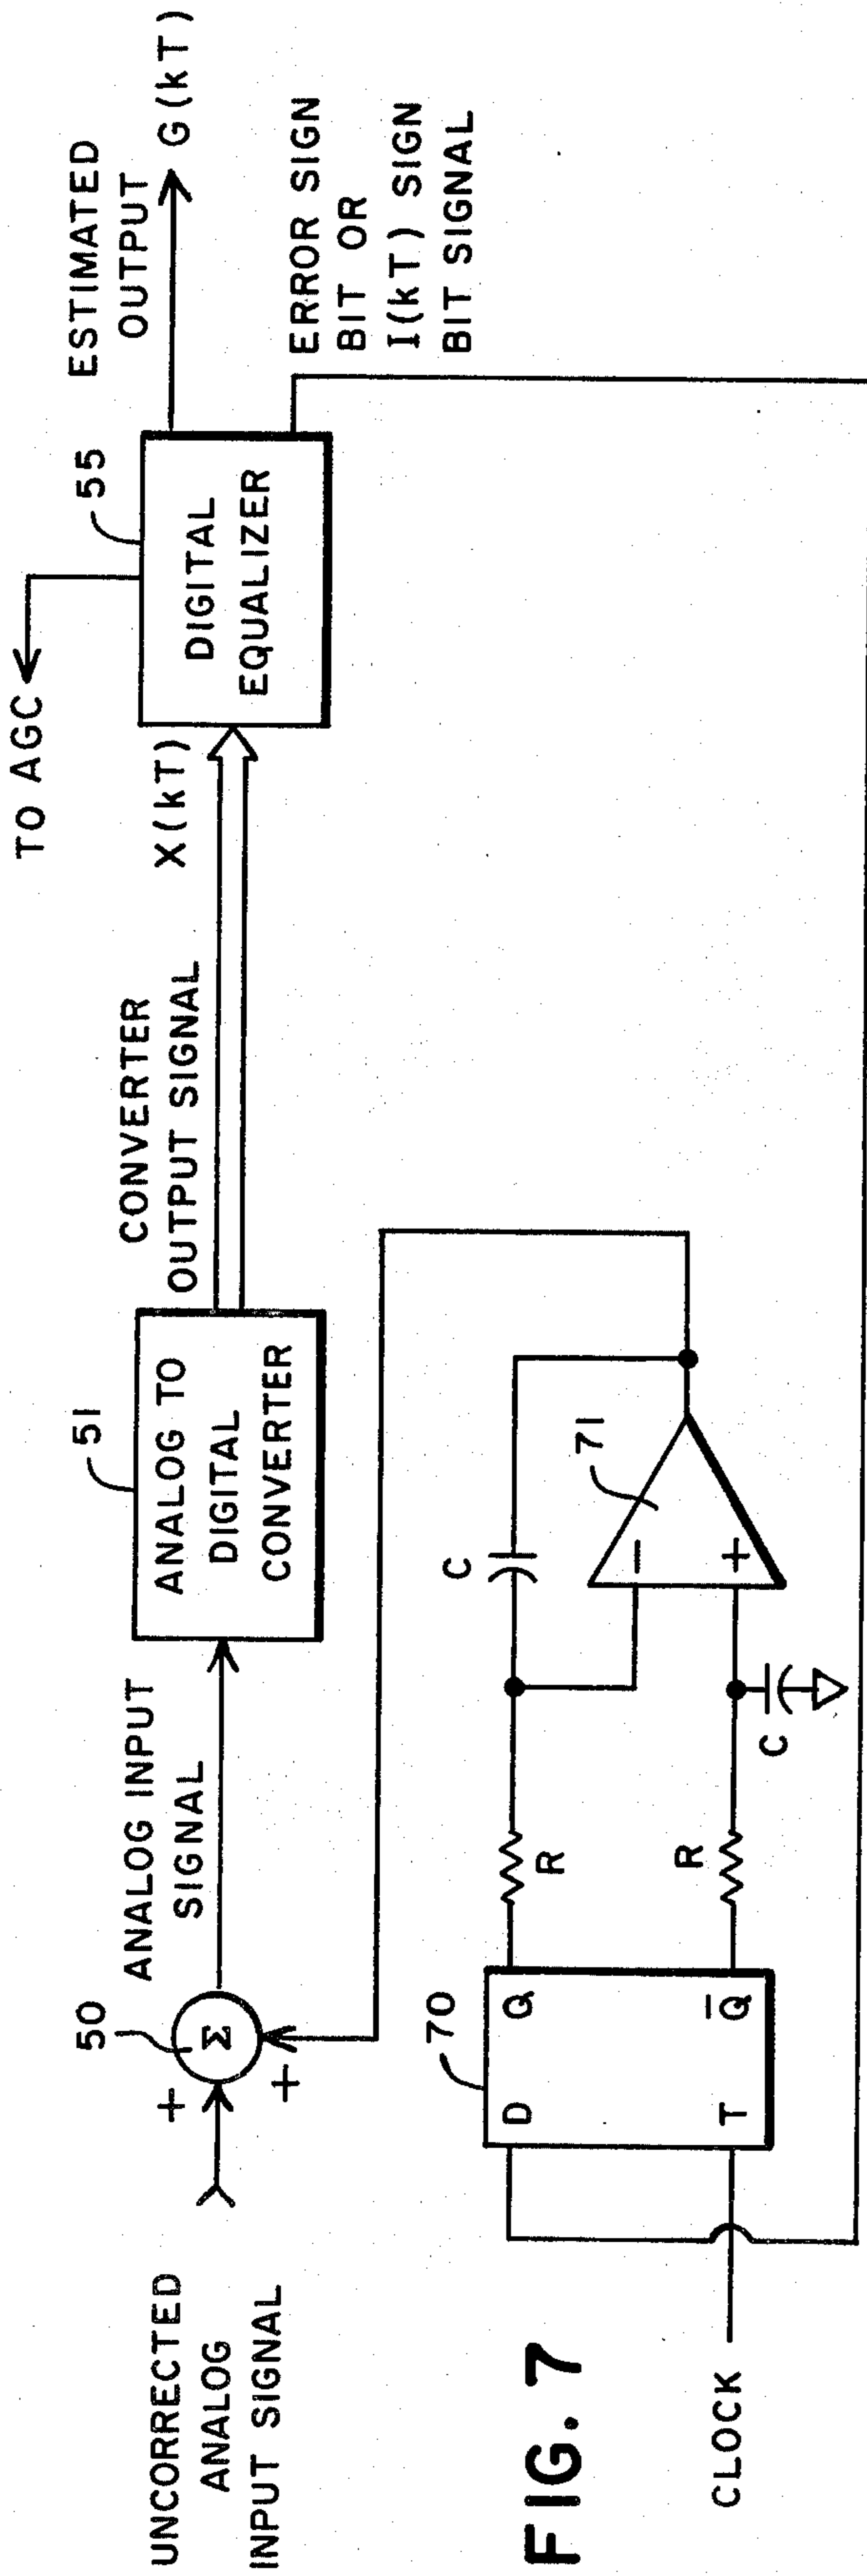 UNCORRECTED
ANALOG
INPUT SIGNAL
+
+
50
Σ
ANALOG INPUT
SIGNAL
51
ANALOG TO
DIGITAL
CONVERTER
CONVERTER
OUTPUT SIGNAL
X(kT)
TO AGC
55
DIGITAL
EQUALIZER
ESTIMATED
OUTPUT
G(kT)
ERROR SIGN
BIT OR
I(kT) SIGN
BIT SIGNAL
70
D
Q
T
Q̅
R
R
C
C
−
+
71
CLOCK
FIG. 7